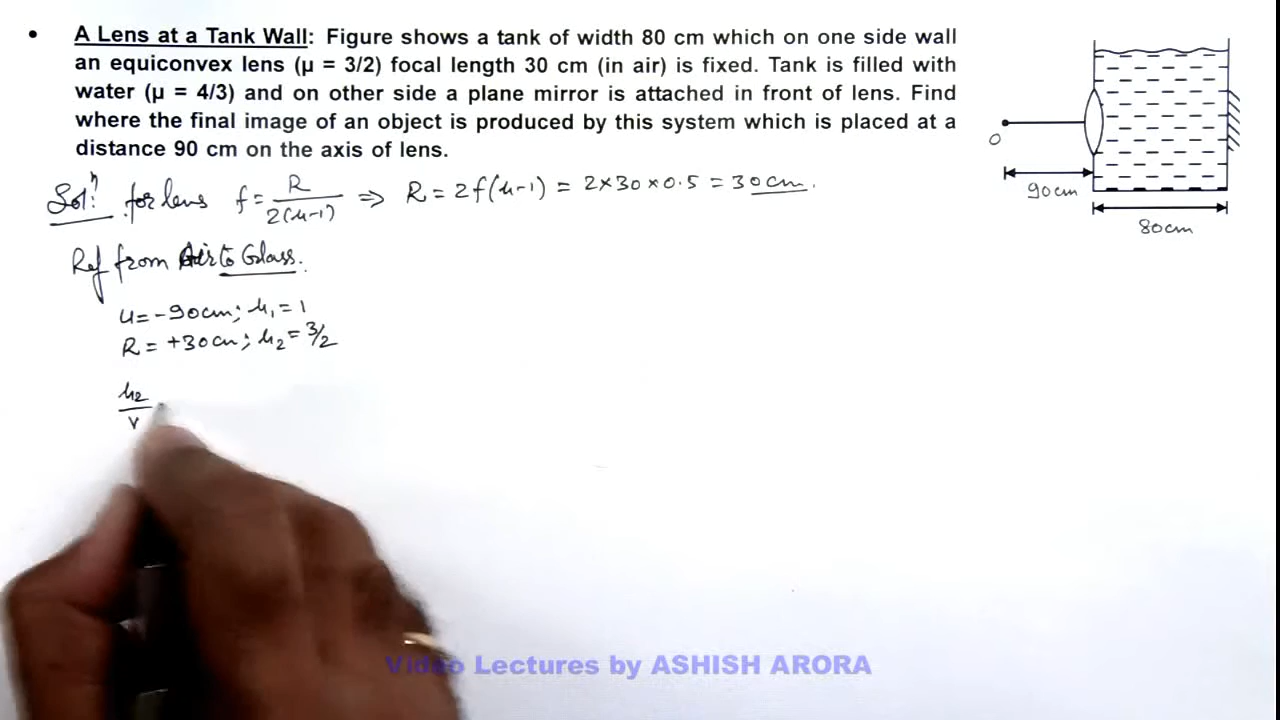 • A Lens at a Tank Wall: Figure shows a tank of width 80 cm which on one side wall
an equiconvex lens (μ = 3/2) focal length 30 cm (in air) is fixed. Tank is filled with
water (μ = 4/3) and on other side a plane mirror is attached in front of lens. Find
where the final image of an object is produced by this system which is placed at a
distance 90 cm on the axis of lens.
O
90cm
80cm
Solⁿ. for lens f = R/2(μ-1) ⇒ R = 2f(μ-1) = 2×30×0.5 = 30cm.
Ref from Air to Glass.
u = -90cm; μ₁ = 1
R = +30cm; μ₂ = 3/2
μ₂/v
Video Lectures by ASHISH ARORA